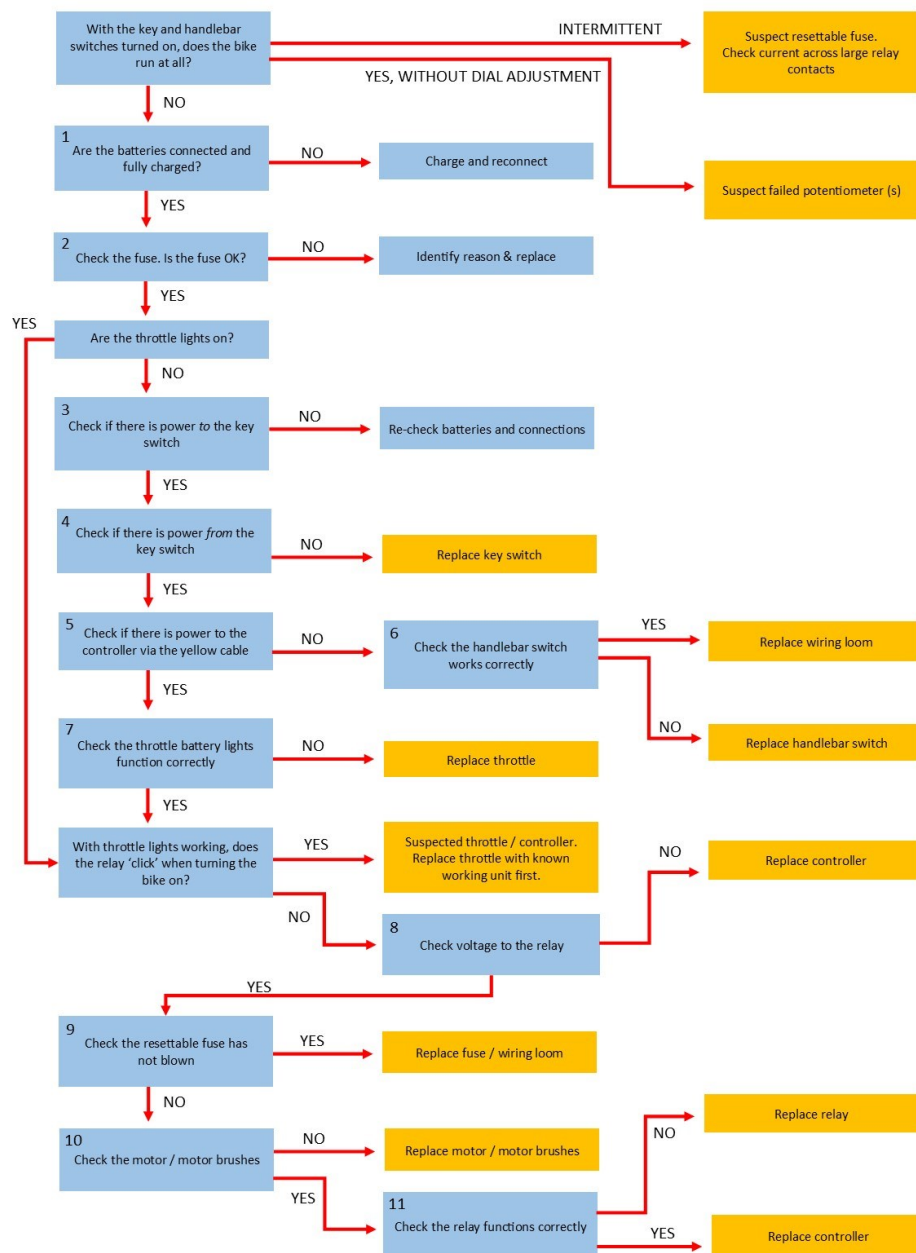 With the key and handlebar
switches turned on, does the bike
run at all?
INTERMITTENT
Suspect resettable fuse.
Check current across large relay
contacts
YES, WITHOUT DIAL ADJUSTMENT
NO
1
Are the batteries connected and
fully charged?
NO
Charge and reconnect
Suspect failed potentiometer (s)
YES
2
Check the fuse. Is the fuse OK?
NO
Identify reason & replace
YES
YES
Are the throttle lights on?
NO
3
Check if there is power to the key
switch
NO
Re-check batteries and connections
YES
4
Check if there is power from the
key switch
NO
Replace key switch
YES
5
Check if there is power to the
controller via the yellow cable
NO
6
Check the handlebar switch
works correctly
YES
Replace wiring loom
NO
Replace handlebar switch
YES
7
Check the throttle battery lights
function correctly
NO
Replace throttle
YES
With throttle lights working, does
the relay ‘click’ when turning the
bike on?
YES
Suspected throttle / controller.
Replace throttle with known
working unit first.
NO
Replace controller
NO
8
Check voltage to the relay
YES
9
Check the resettable fuse has
not blown
YES
Replace fuse / wiring loom
NO
10
Check the motor / motor brushes
NO
Replace motor / motor brushes
YES
11
Check the relay functions correctly
NO
Replace relay
YES
Replace controller